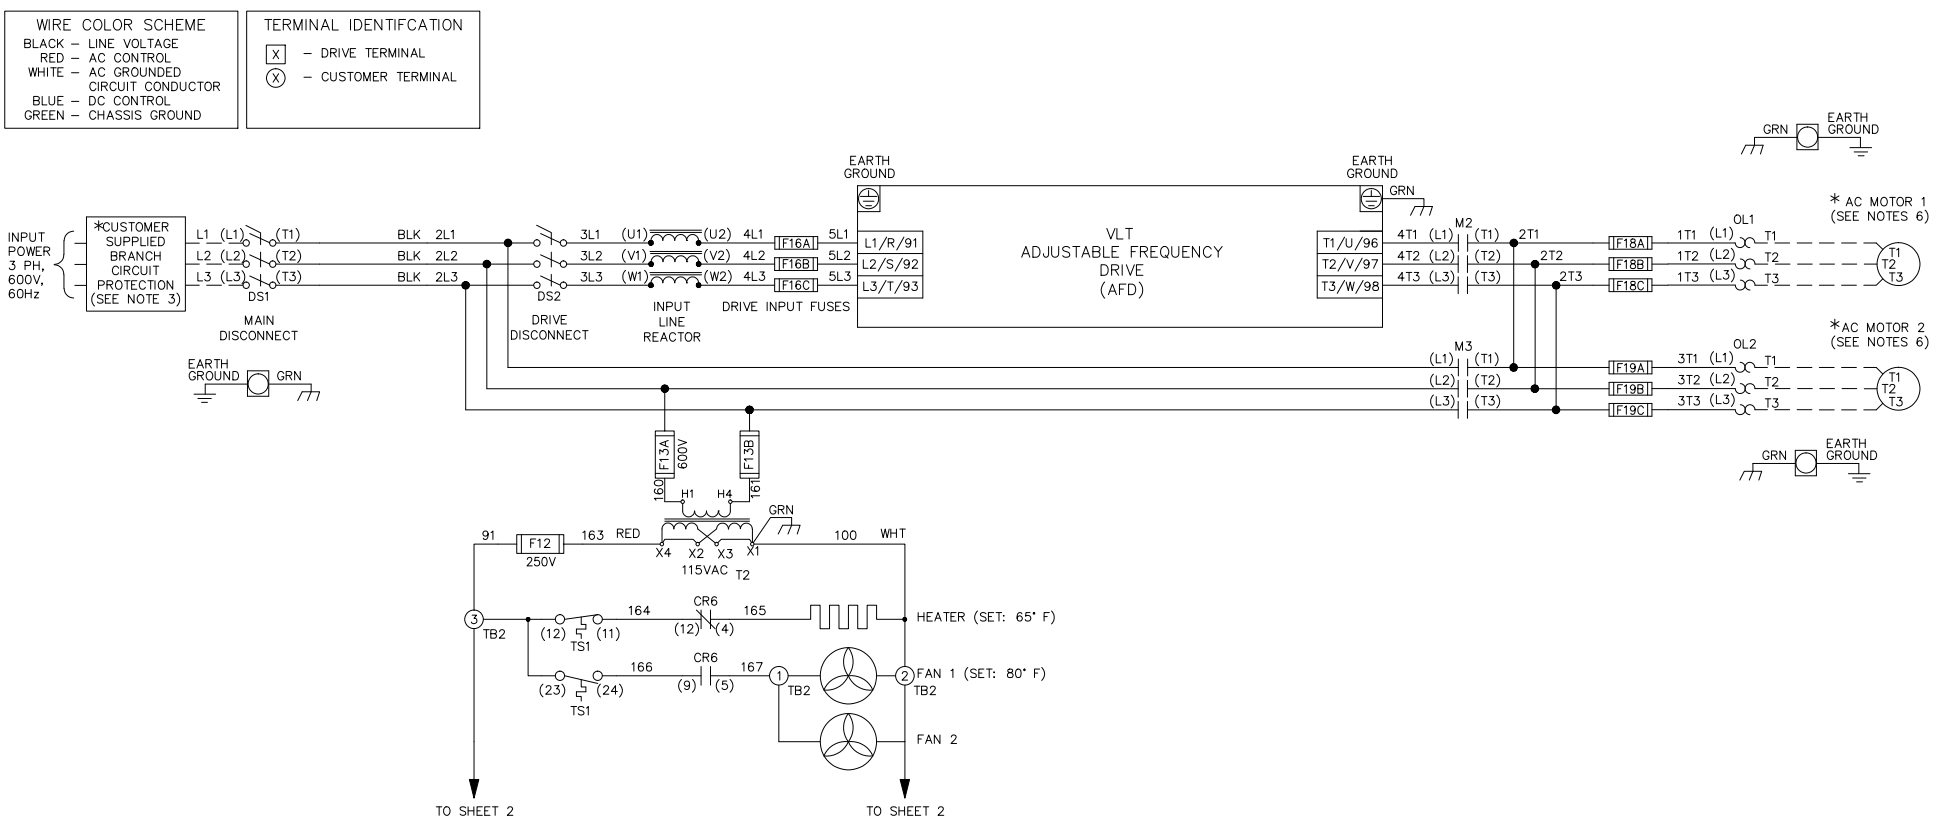 WIRE COLOR SCHEME
BLACK – LINE VOLTAGE
RED – AC CONTROL
WHITE – AC GROUNDED
CIRCUIT CONDUCTOR
BLUE – DC CONTROL
GREEN – CHASSIS GROUND
TERMINAL IDENTIFCATION
X – DRIVE TERMINAL
X – CUSTOMER TERMINAL
GRN
EARTH
GROUND
EARTH
GROUND
EARTH
GROUND
GRN
INPUT
POWER
3 PH,
600V,
60Hz
*CUSTOMER
SUPPLIED
BRANCH
CIRCUIT
PROTECTION
(SEE NOTE 3)
L1 (L1) (T1) BLK 2L1 3L1 (U1) (U2) 4L1 F16A 5L1 L1/R/91
L2 (L2) (T2) BLK 2L2 3L2 (V1) (V2) 4L2 F16B 5L2 L2/S/92
L3 (L3) (T3) BLK 2L3 3L3 (W1) (W2) 4L3 F16C 5L3 L3/T/93
DS1
MAIN
DISCONNECT
DS2
DRIVE
DISCONNECT
INPUT
LINE
REACTOR
DRIVE INPUT FUSES
VLT
ADJUSTABLE FREQUENCY
DRIVE
(AFD)
M2
OL1
* AC MOTOR 1
(SEE NOTES 6)
T1/U/96 4T1 (L1) (T1) 2T1 F18A 1T1 (L1) T1 T1
T2/V/97 4T2 (L2) (T2) 2T2 F18B 1T2 (L2) T2 T2
T3/W/98 4T3 (L3) (T3) 2T3 F18C 1T3 (L3) T3 T3
EARTH
GROUND
GRN
M3
OL2
*AC MOTOR 2
(SEE NOTES 6)
(L1) (T1) F19A 3T1 (L1) T1 T1
(L2) (T2) F19B 3T2 (L2) T2 T2
(L3) (T3) F19C 3T3 (L3) T3 T3
GRN
EARTH
GROUND
F13A
600V
F13B
160
161
H1 H4
GRN
91 F12 163 RED
250V
X4 X2 X3 X1
100 WHT
115VAC T2
3
TB2
(12) (11)
TS1
164
CR6
(12) (4)
165
HEATER (SET: 65° F)
(23) (24)
TS1
166
CR6
(9) (5)
167
1
TB2
2
TB2
FAN 1 (SET: 80° F)
FAN 2
TO SHEET 2
TO SHEET 2